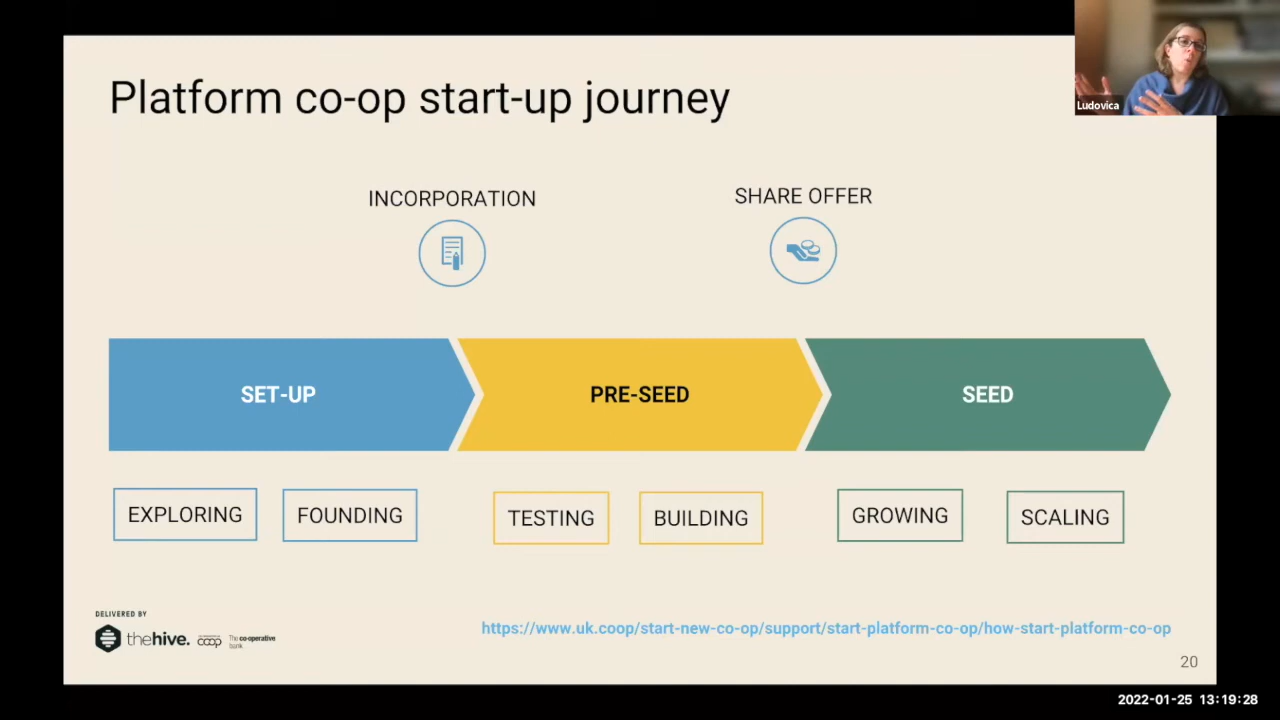 Platform co-op start-up journey
Ludovica
INCORPORATION
SHARE OFFER
SET-UP
PRE-SEED
SEED
EXPLORING
FOUNDING
TESTING
BUILDING
GROWING
SCALING
DELIVERED BY
thehive.
coop
The co-operative
bank
https://www.uk.coop/start-new-co-op/support/start-platform-co-op/how-start-platform-co-op
20
2022-01-25 13:19:28